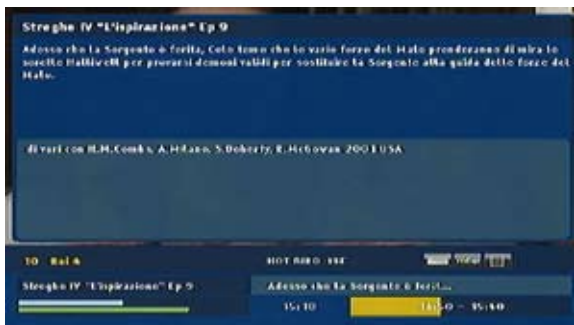 Streghe IV "L'ispirazione" Ep 9
Adesso che la Sorgente è ferita, Cole teme che le varie forze del Male prenderanno di mira le
sorelle Halliwell per provarsi demoni validi per sostituire la Sorgente alla guida delle forze del
Male.
di vari con H.M.Combs, A.Milano, S.Doherty, R.McGowan 2001 USA
10 Rai 4
HOT BIRD
Streghe IV "L'ispirazione" Ep 9
Adesso che la Sorgente è ferit...
15:10
- 15:40